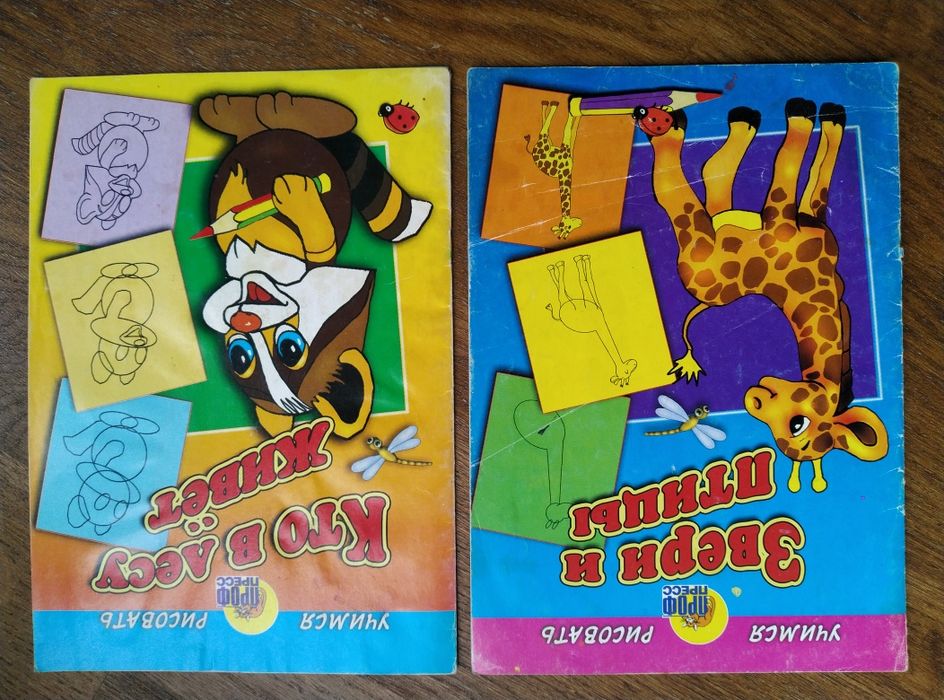 УЧИМСЯ РИСОВАТЬ
ПРОФ
ПРЕСС
Звери и
птицы
УЧИМСЯ РИСОВАТЬ
ПРОФ
ПРЕСС
Кто в лесу
живёт